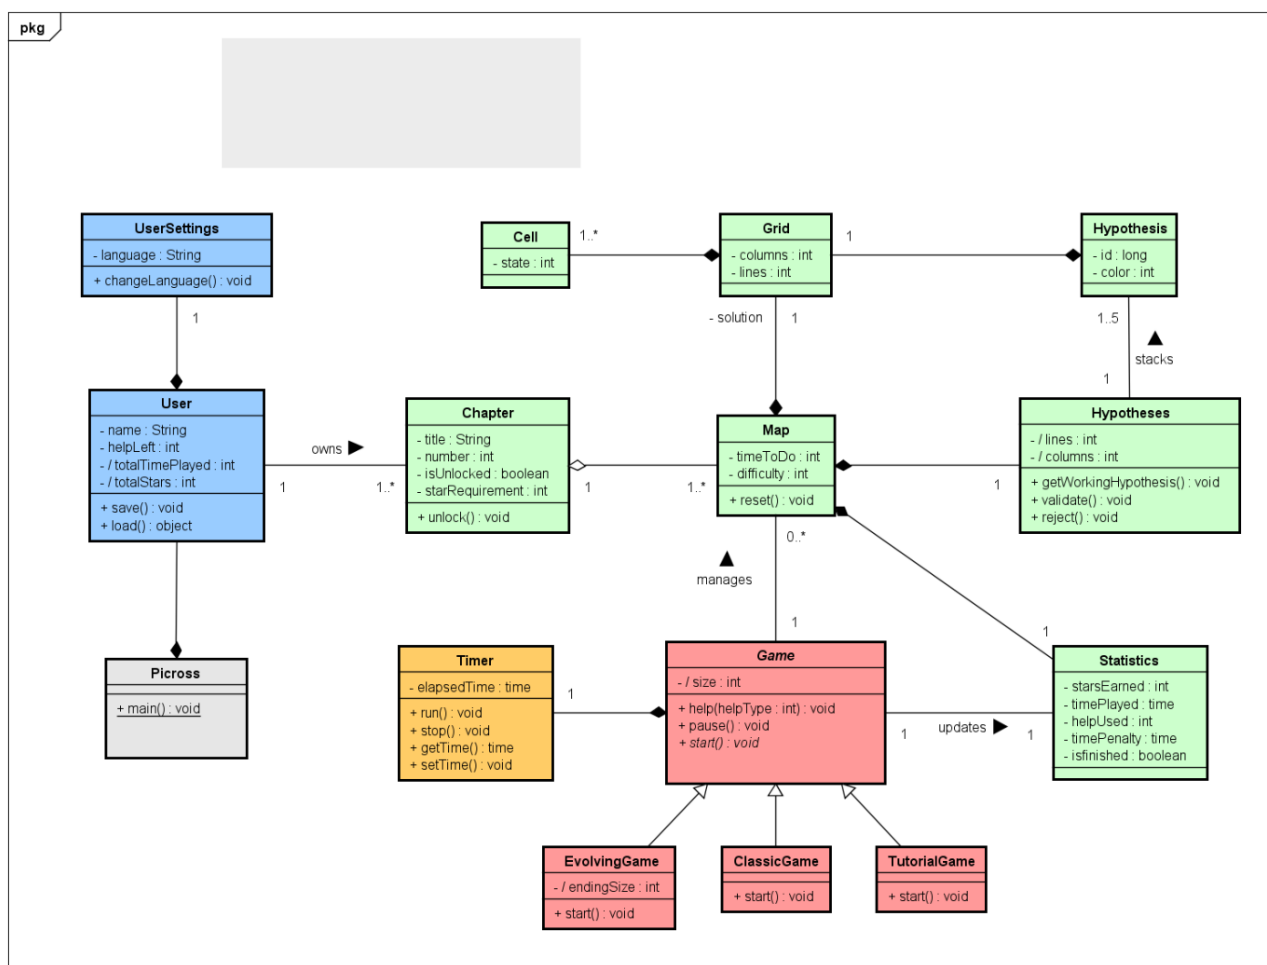 pkg
UserSettings
- language : String
+ changeLanguage() : void
1
Cell
- state : int
1..*
Grid
- columns : int
- lines : int
1
Hypothesis
- id : long
- color : int
- solution
1
1..5
stacks
1
User
- name : String
- helpLeft : int
- / totalTimePlayed : int
- / totalStars : int
+ save() : void
+ load() : object
owns
1
1..*
Chapter
- title : String
- number : int
- isUnlocked : boolean
- starRequirement : int
+ unlock() : void
1
1..*
Map
- timeToDo : int
- difficulty : int
+ reset() : void
1
Hypotheses
- / lines : int
- / columns : int
+ getWorkingHypothesis() : void
+ validate() : void
+ reject() : void
0..*
manages
1
1
Picross
+ main() : void
Timer
- elapsedTime : time
+ run() : void
+ stop() : void
+ getTime() : time
+ setTime() : void
1
Game
- / size : int
+ help(helpType : int) : void
+ pause() : void
+ start() : void
1
updates
1
Statistics
- starsEarned : int
- timePlayed : time
- helpUsed : int
- timePenalty : time
- isfinished : boolean
EvolvingGame
- / endingSize : int
+ start() : void
ClassicGame
+ start() : void
TutorialGame
+ start() : void